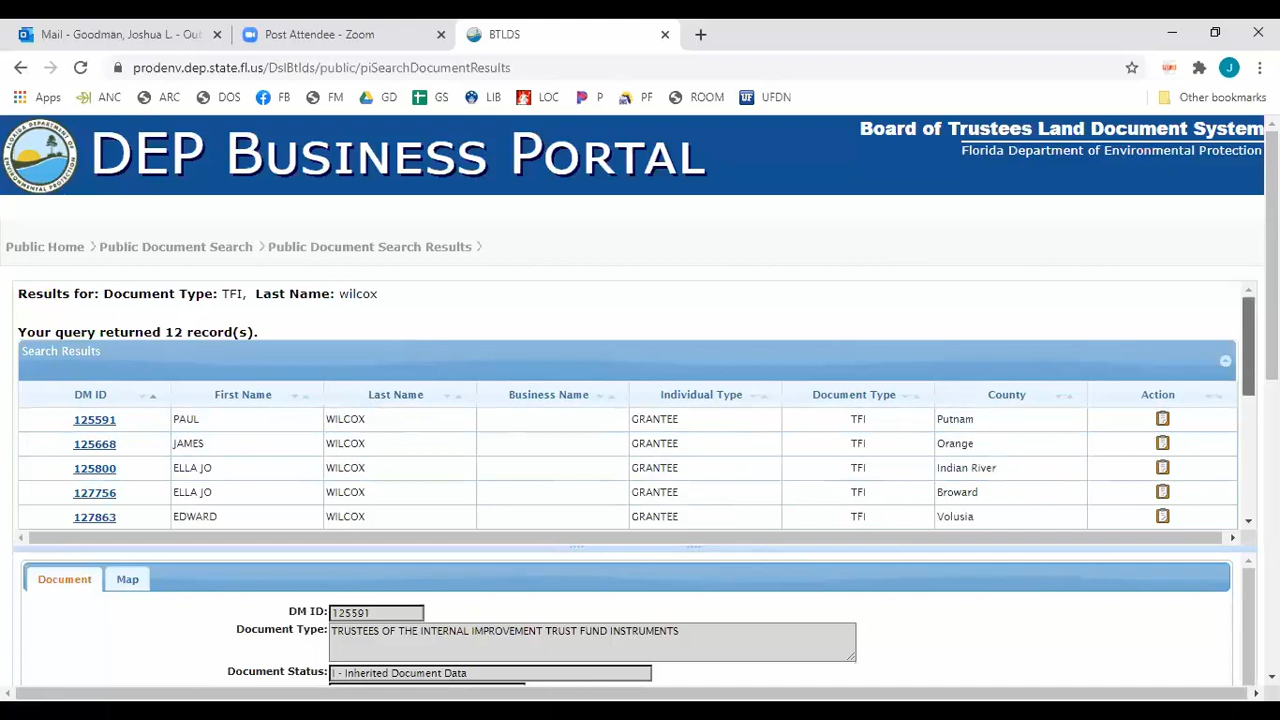 Mail - Goodman, Joshua L. - Out
Post Attendee - Zoom
BTLDS
prodenv.dep.state.fl.us/DslBtlds/public/piSearchDocumentResults
J
Apps ANC ARC DOS FB FM GD GS LIB LOC P PF ROOM UFDN Other bookmarks
DEP BUSINESS PORTAL
Board of Trustees Land Document System
Florida Department of Environmental Protection
Public Home Public Document Search Public Document Search Results
Results for: Document Type: TFI, Last Name: wilcox
Your query returned 12 record(s).
Search Results
DM ID First Name Last Name Business Name Individual Type Document Type County Action
125591 PAUL WILCOX GRANTEE TFI Putnam
125668 JAMES WILCOX GRANTEE TFI Orange
125800 ELLA JO WILCOX GRANTEE TFI Indian River
127756 ELLA JO WILCOX GRANTEE TFI Broward
127863 EDWARD WILCOX GRANTEE TFI Volusia
Document Map
DM ID: 125591
Document Type: TRUSTEES OF THE INTERNAL IMPROVEMENT TRUST FUND INSTRUMENTS
Document Status: I - Inherited Document Data